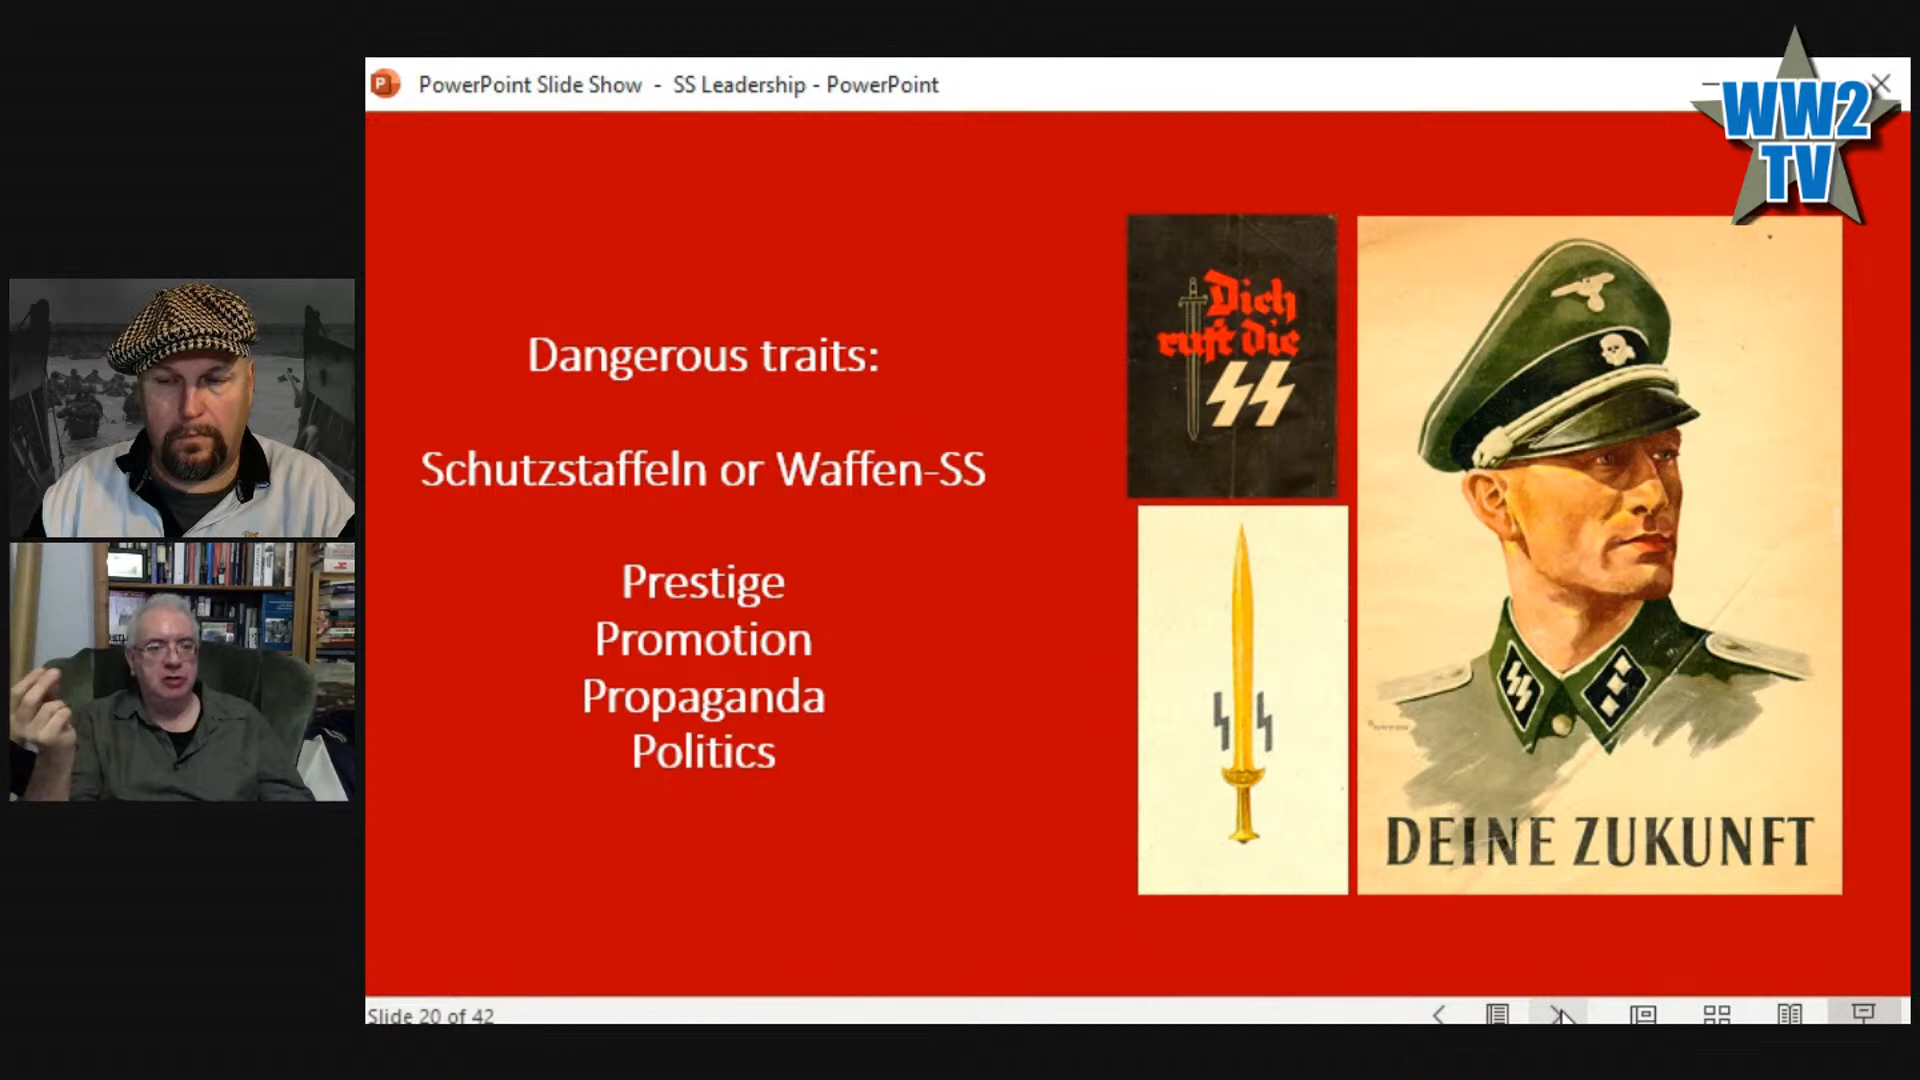 PowerPoint Slide Show - SS Leadership - PowerPoint
WW2
TV
Dangerous traits:
Schutzstaffeln or Waffen-SS
Prestige
Promotion
Propaganda
Politics
Dich
ruft die
SS
SS
DEINE ZUKUNFT
Slide 20 of 42